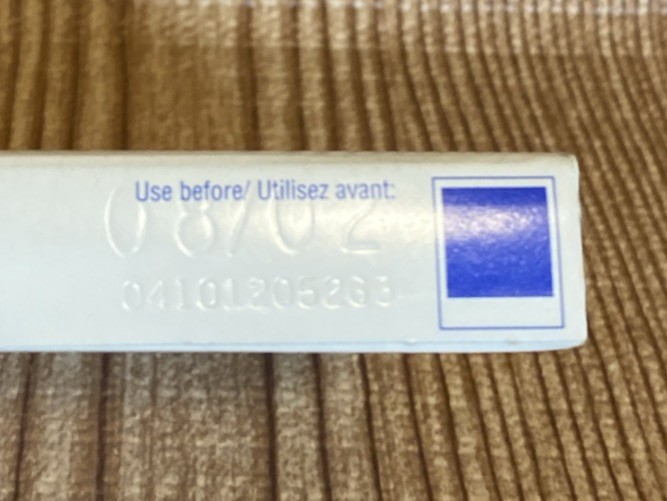 Use before/ Utilisez avant:
08/02
04101205263